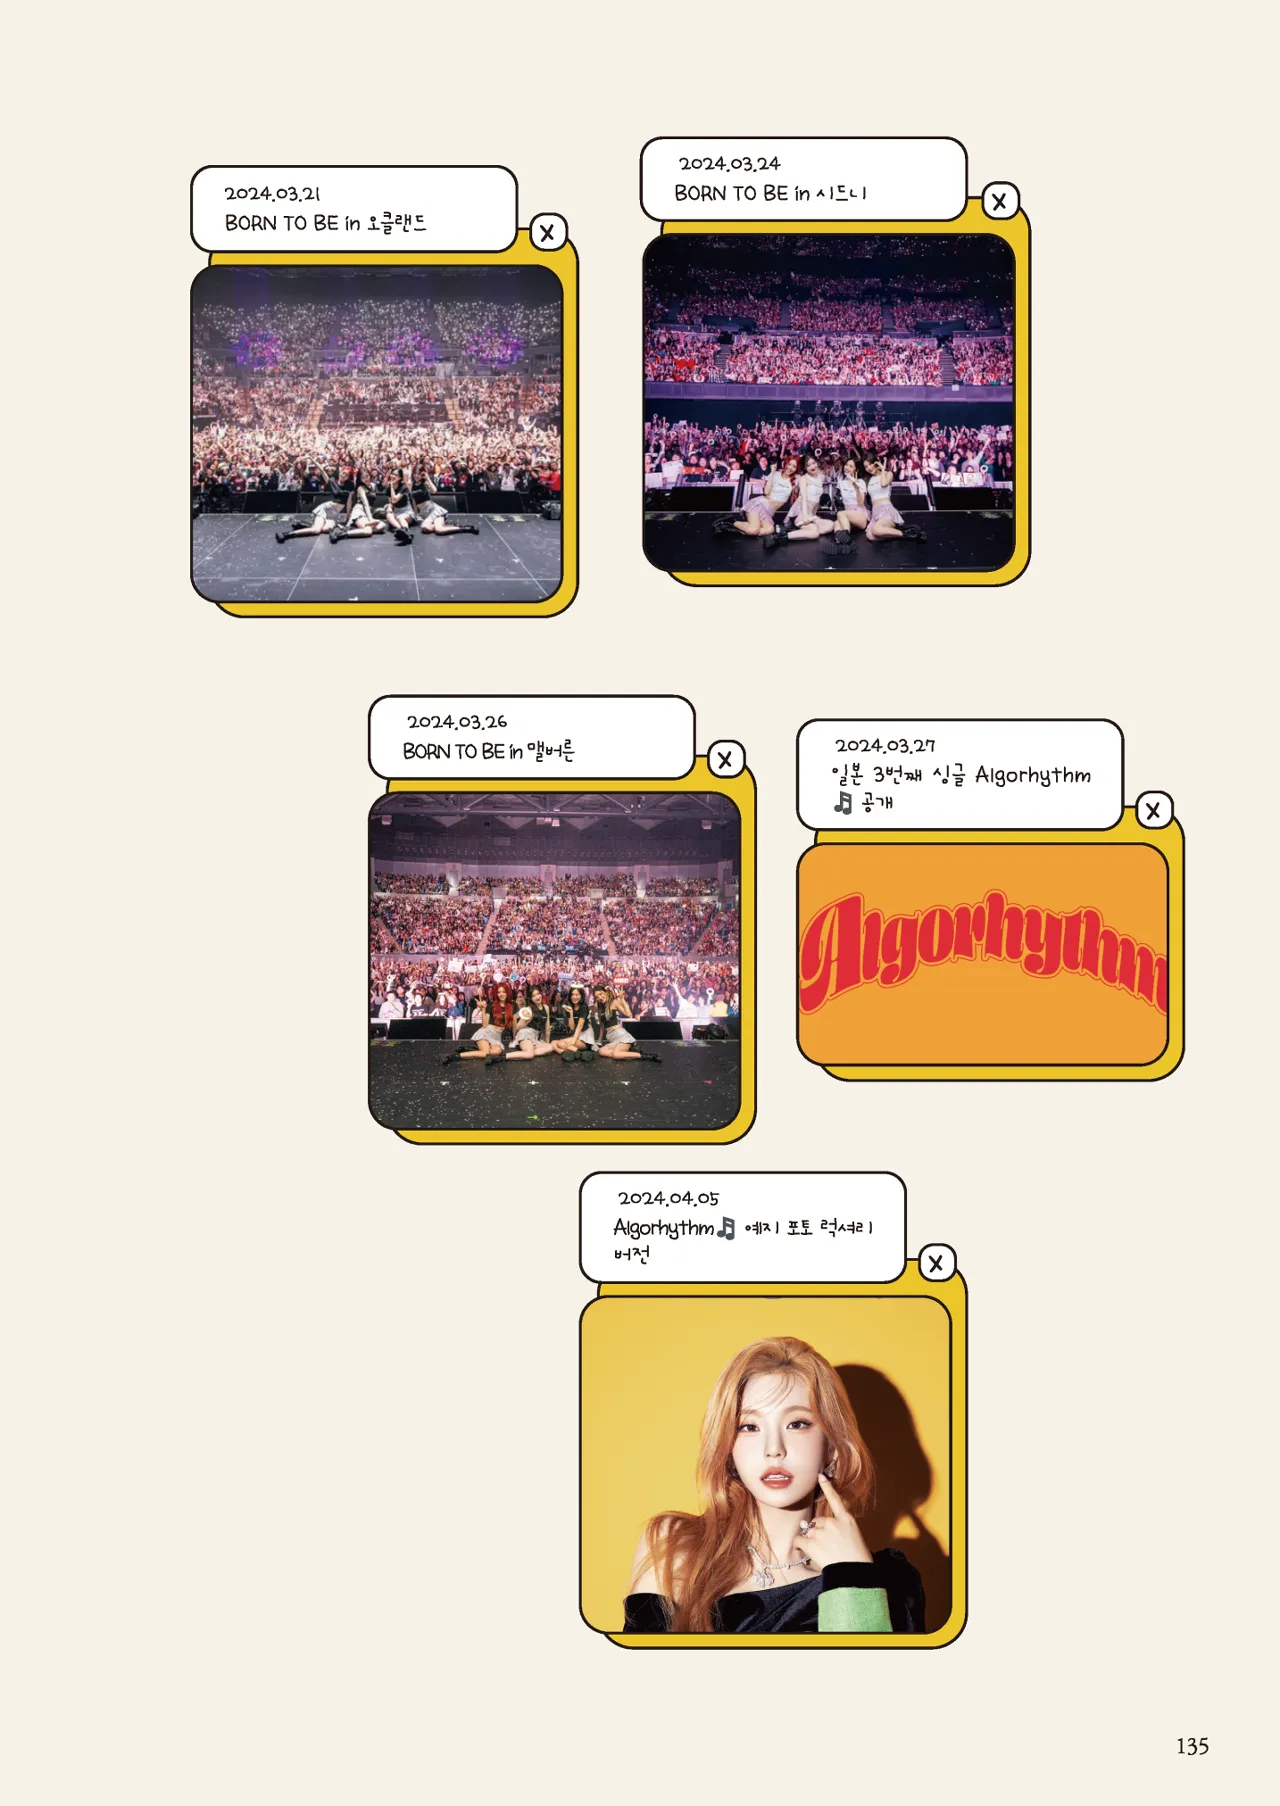 2024.03.21
BORN TO BE in 오클랜드
X
2024.03.24
BORN TO BE in 시드니
X
2024.03.26
BORN TO BE in 맬버른
X
2024.03.27
일본 3번째 싱글 Algorhythm
🎵 공개
X
Algorhythm
2024.04.05
Algorhythm🎵 예지 포토 럭셔리
버전
X
135